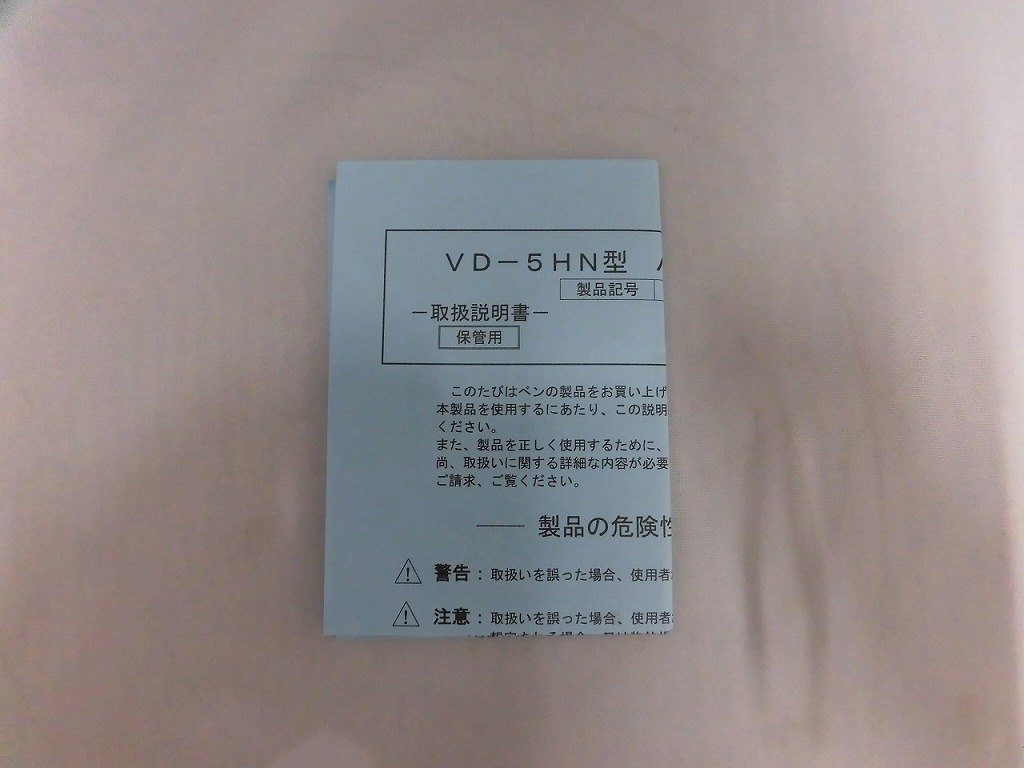 VD-5HN型
製品記号
-取扱説明書-
保管用
このたびはベンの製品をお買い上げ
本製品を使用するにあたり、この説明
ください。
また、製品を正しく使用するために、
尚、取扱いに関する詳細な内容が必要
ご請求、ご覧ください。
製品の危険性
警告:取扱いを誤った場合、使用者
注意:取扱いを誤った場合、使用者